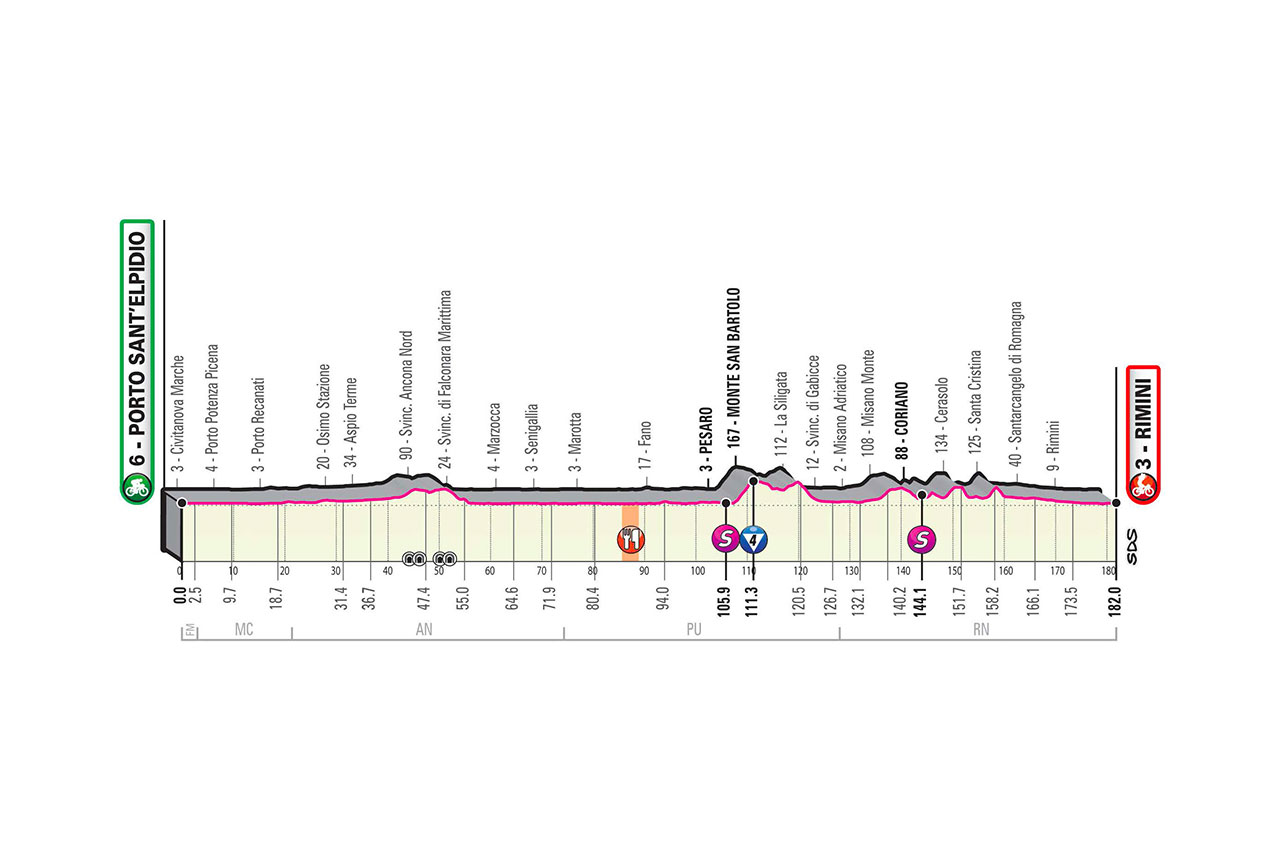 6 - PORTO SANT'ELPIDIO
3 - Civitanova Marche
4 - Porto Potenza Picena
3 - Porto Recanati
20 - Osimo Stazione
34 - Aspio Terme
90 - Svinc. Ancona Nord
24 - Svinc. di Falconara Marittima
4 - Marzocca
3 - Senigallia
3 - Marotta
17 - Fano
3 - PESARO
167 - MONTE SAN BARTOLO
112 - La Siligata
12 - Svinc. di Gabicce
2 - Misano Adriatico
108 - Misano Monte
88 - CORIANO
134 - Cerasolo
125 - Santa Cristina
40 - Santarcangelo di Romagna
9 - Rimini
3 - RIMINI
S
4
S
SDS
0 10 20 30 40 50 60 70 80 90 100 110 120 130 140 150 160 170 180
0.0 2.5 9.7 18.7 31.4 36.7 47.4 55.0 64.6 71.9 80.4 94.0 105.9 111.3 120.5 126.7 132.1 140.2 144.1 151.7 158.2 166.1 173.5 182.0
FM MC AN PU RN